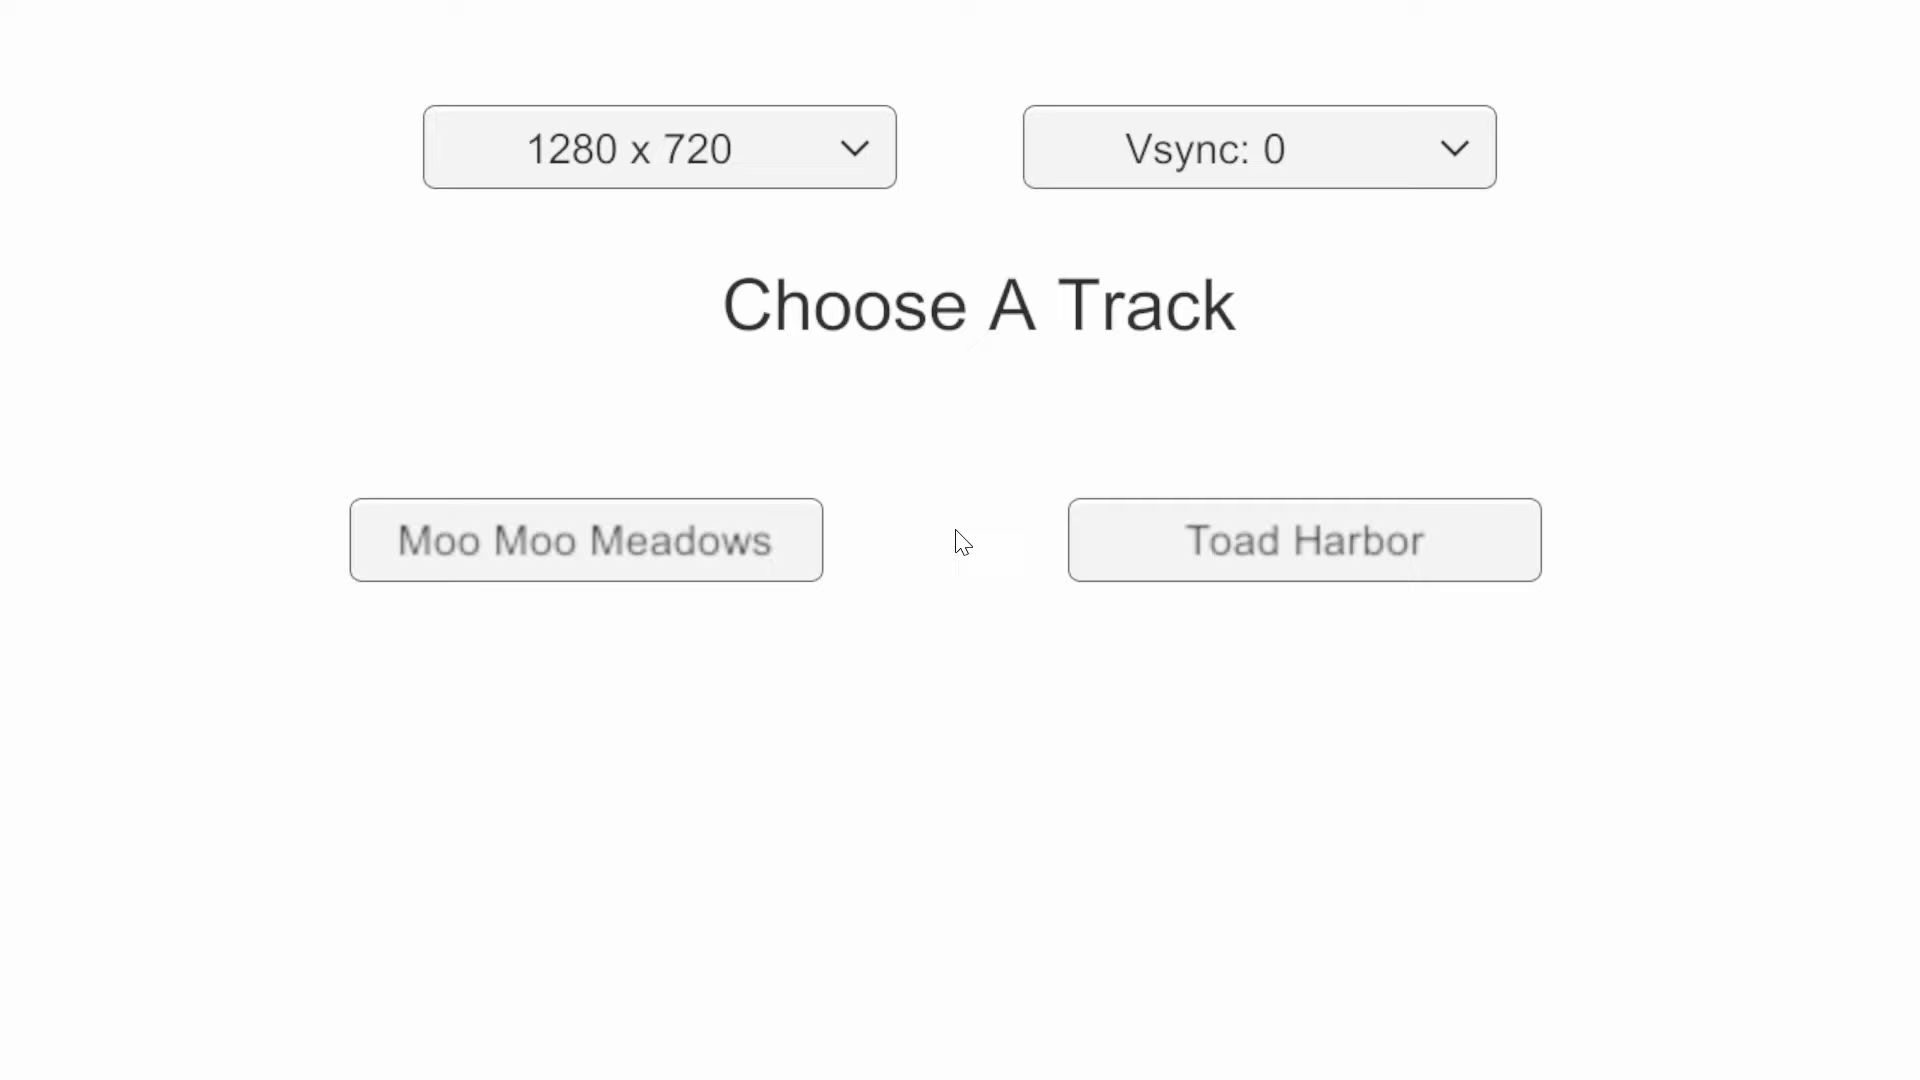 1280 x 720
Vsync: 0
Choose A Track
Moo Moo Meadows
Toad Harbor